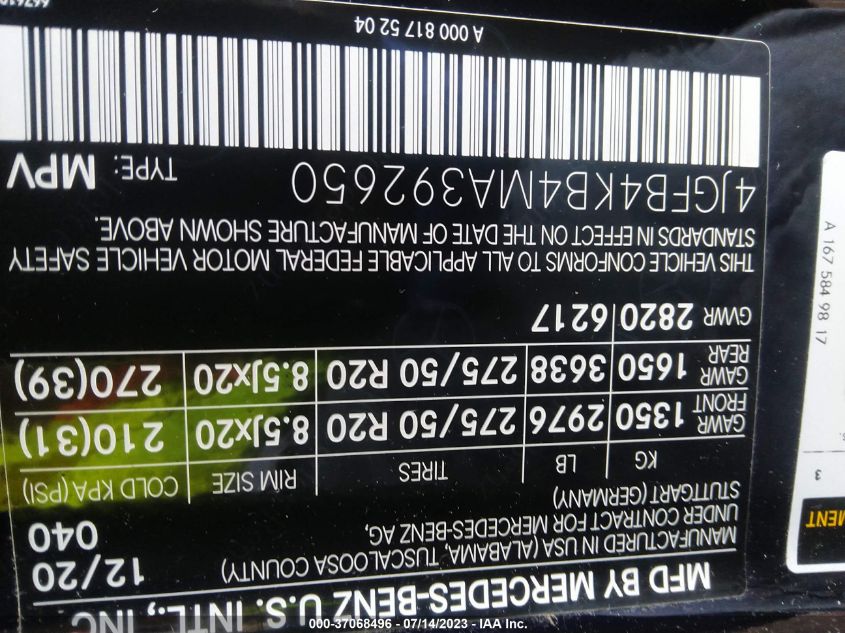 MFD BY MERCEDES-BENZ U.S. INTL., INC
MANUFACTURED IN USA (ALABAMA, TUSCALOOSA COUNTY) 12/20
UNDER CONTRACT FOR MERCEDES-BENZ AG, 040
STUTTGART (GERMANY)
KG LB TIRES RIM SIZE COLD KPA (PSI)
GAWR FRONT 1350 2976 275/50 R20 8.5Jx20 210(31)
GAWR REAR 1650 3638 275/50 R20 8.5Jx20 270(39)
GVWR 2820 6217
THIS VEHICLE CONFORMS TO ALL APPLICABLE FEDERAL MOTOR VEHICLE SAFETY
STANDARDS IN EFFECT ON THE DATE OF MANUFACTURE SHOWN ABOVE.
4JGFB4KB4MA392650 TYPE: MPV
A 000 817 52 04
A 167 584 98 17
3
000-37068496 - 07/14/2023 - IAA Inc.